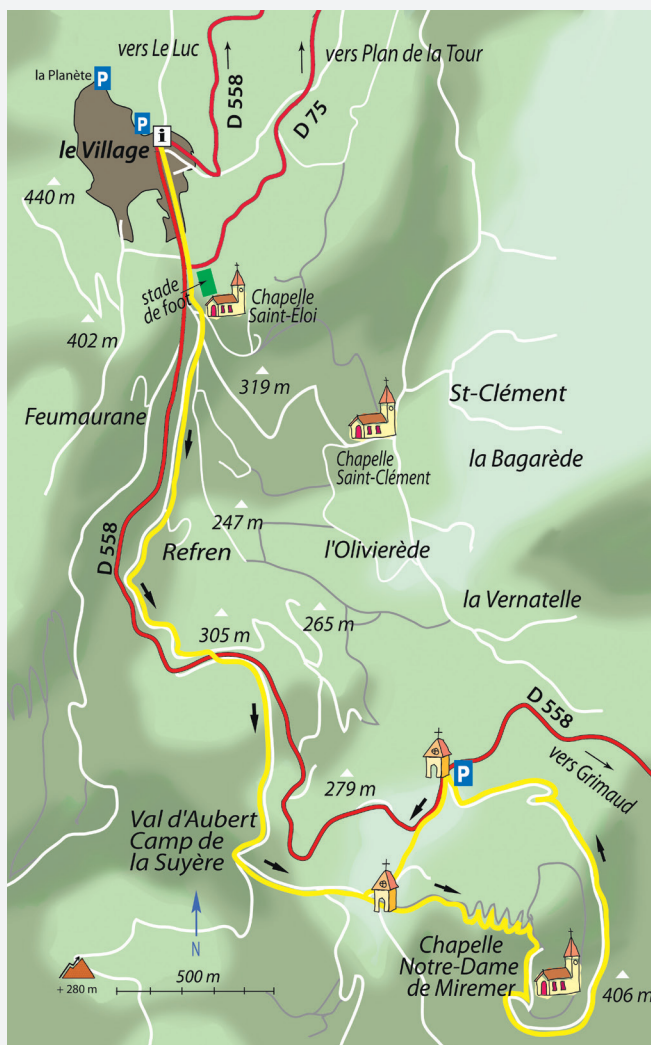 vers Le Luc
vers Plan de la Tour
la Planète
P
D 558
D 75
P
i
le Village
440 m
stade
de foot
Chapelle
Saint-Eloi
402 m
319 m
St-Clément
Feumaurane
Chapelle
Saint-Clément
la Bagarède
247 m
D 558
Refren
l'Olivierède
la Vernatelle
305 m
265 m
D 558
vers Grimaud
P
279 m
Val d'Aubert
Camp de
la Suyère
N
Chapelle
Notre-Dame
de Miremer
500 m
+ 280 m
406 m